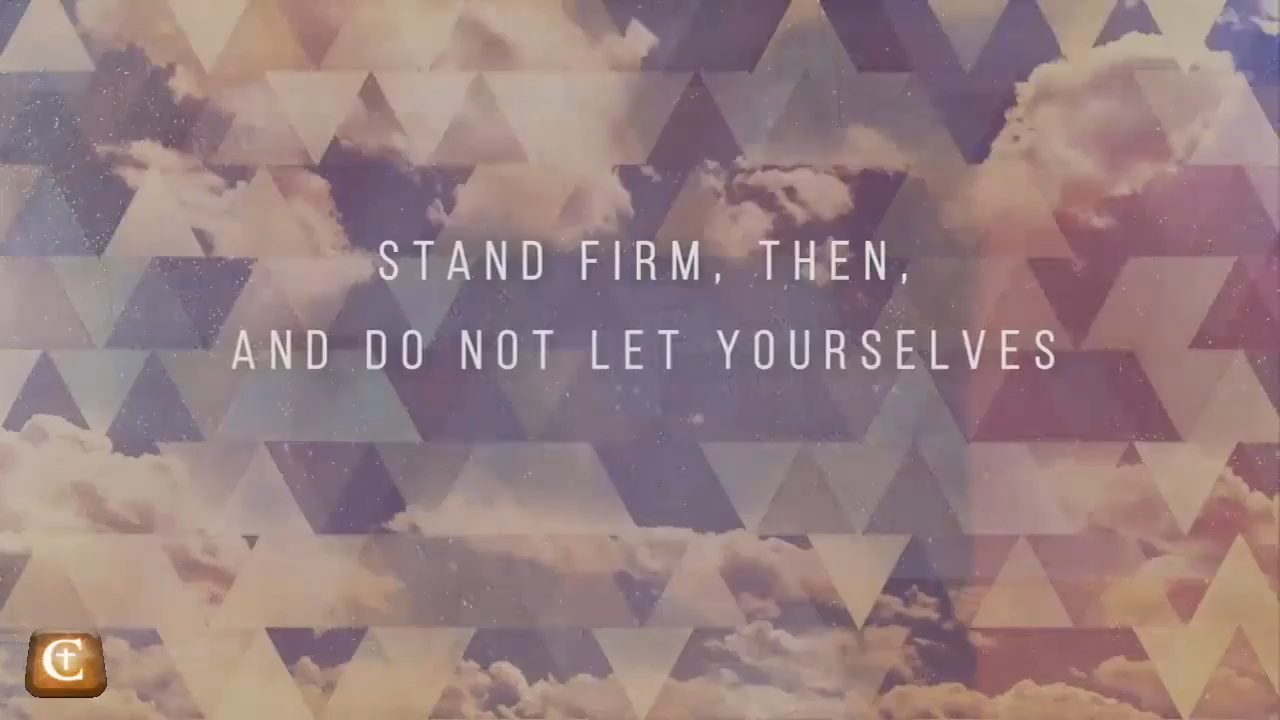 STAND FIRM, THEN,
AND DO NOT LET YOURSELVES
C